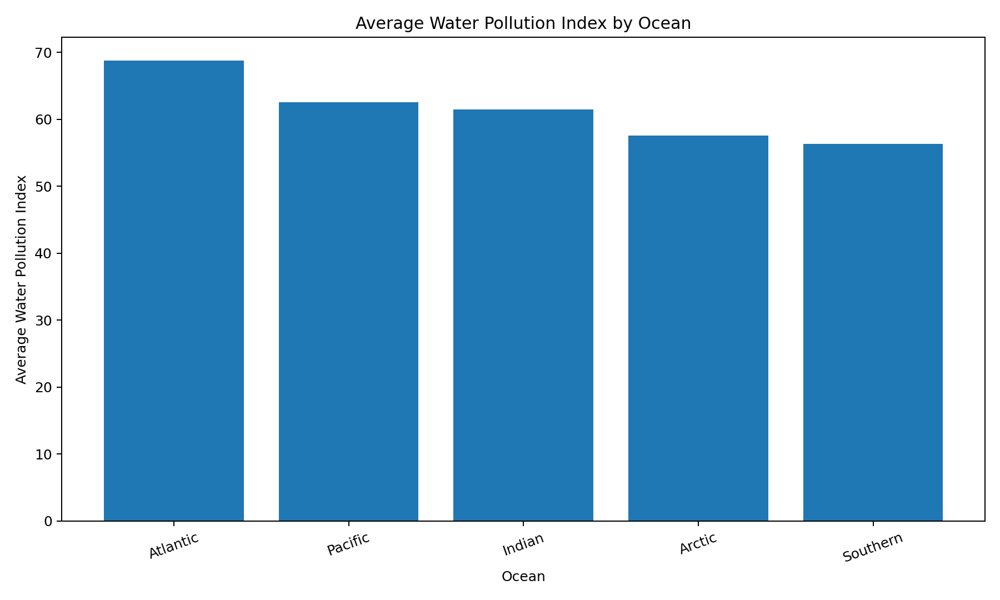 Average Water Pollution Index by Ocean
70
60
50
40
30
20
10
0
Average Water Pollution Index
Atlantic
Pacific
Indian
Arctic
Southern
Ocean